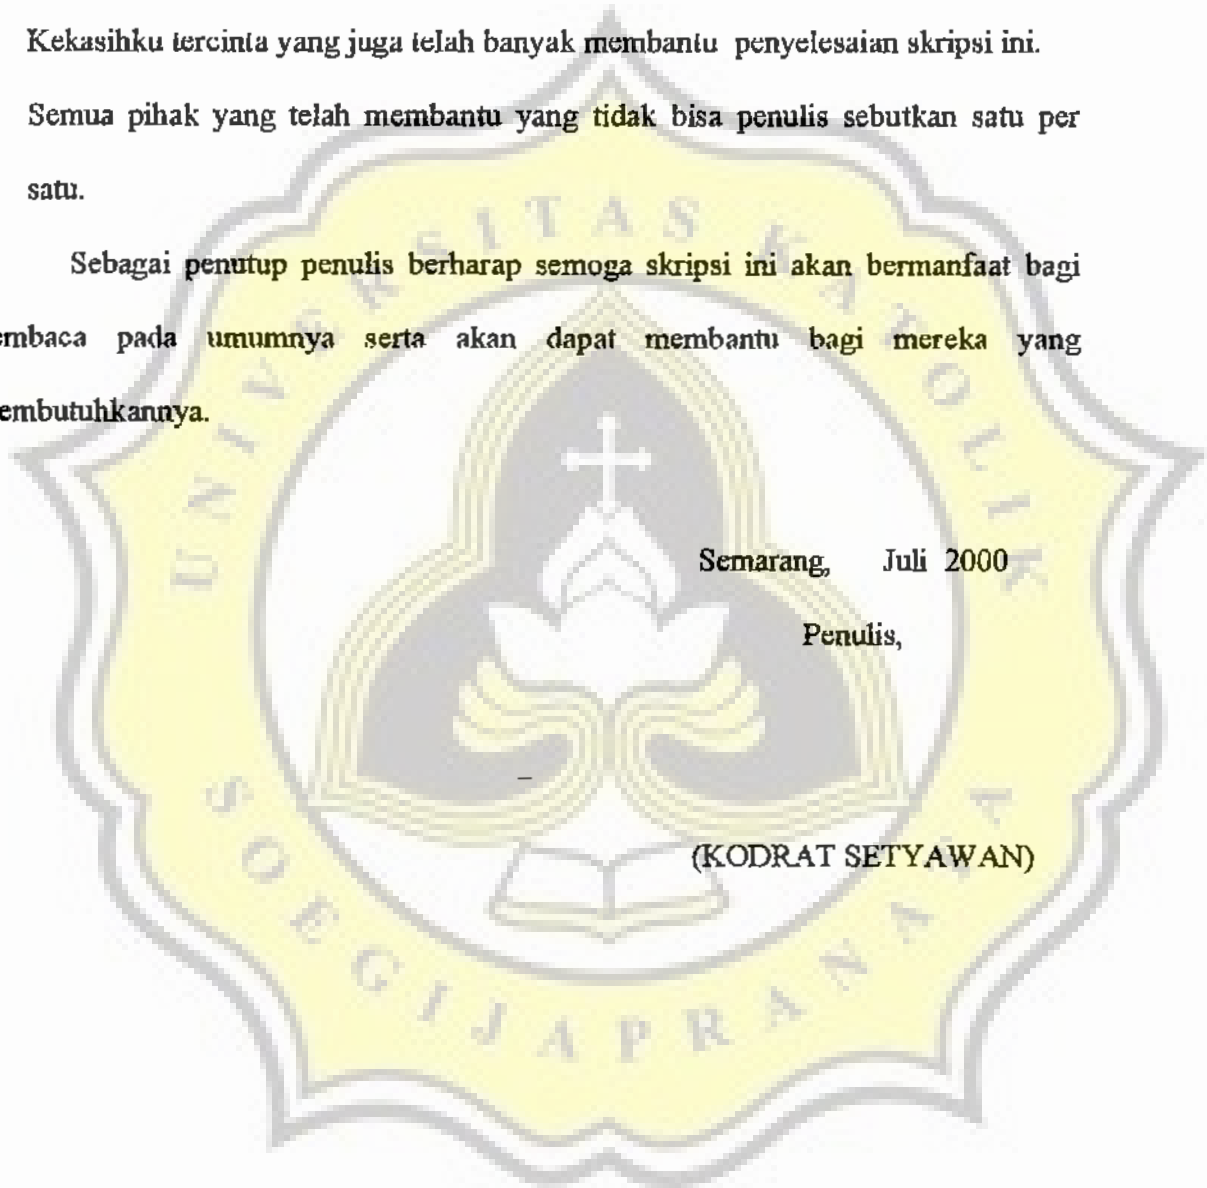 Kekasihku tercinta yang juga telah banyak membantu penyelesaian skripsi ini.
Semua pihak yang telah membantu yang tidak bisa penulis sebutkan satu per
satu.
Sebagai penutup penulis berharap semoga skripsi ini akan bermanfaat bagi
embaca pada umumnya serta akan dapat membantu bagi mereka yang
embutuhkannya.
Semarang, Juli 2000
Penulis,
(KODRAT SETYAWAN)
UNIVERSITAS KATOLIK
SOEGIJAPRANATA